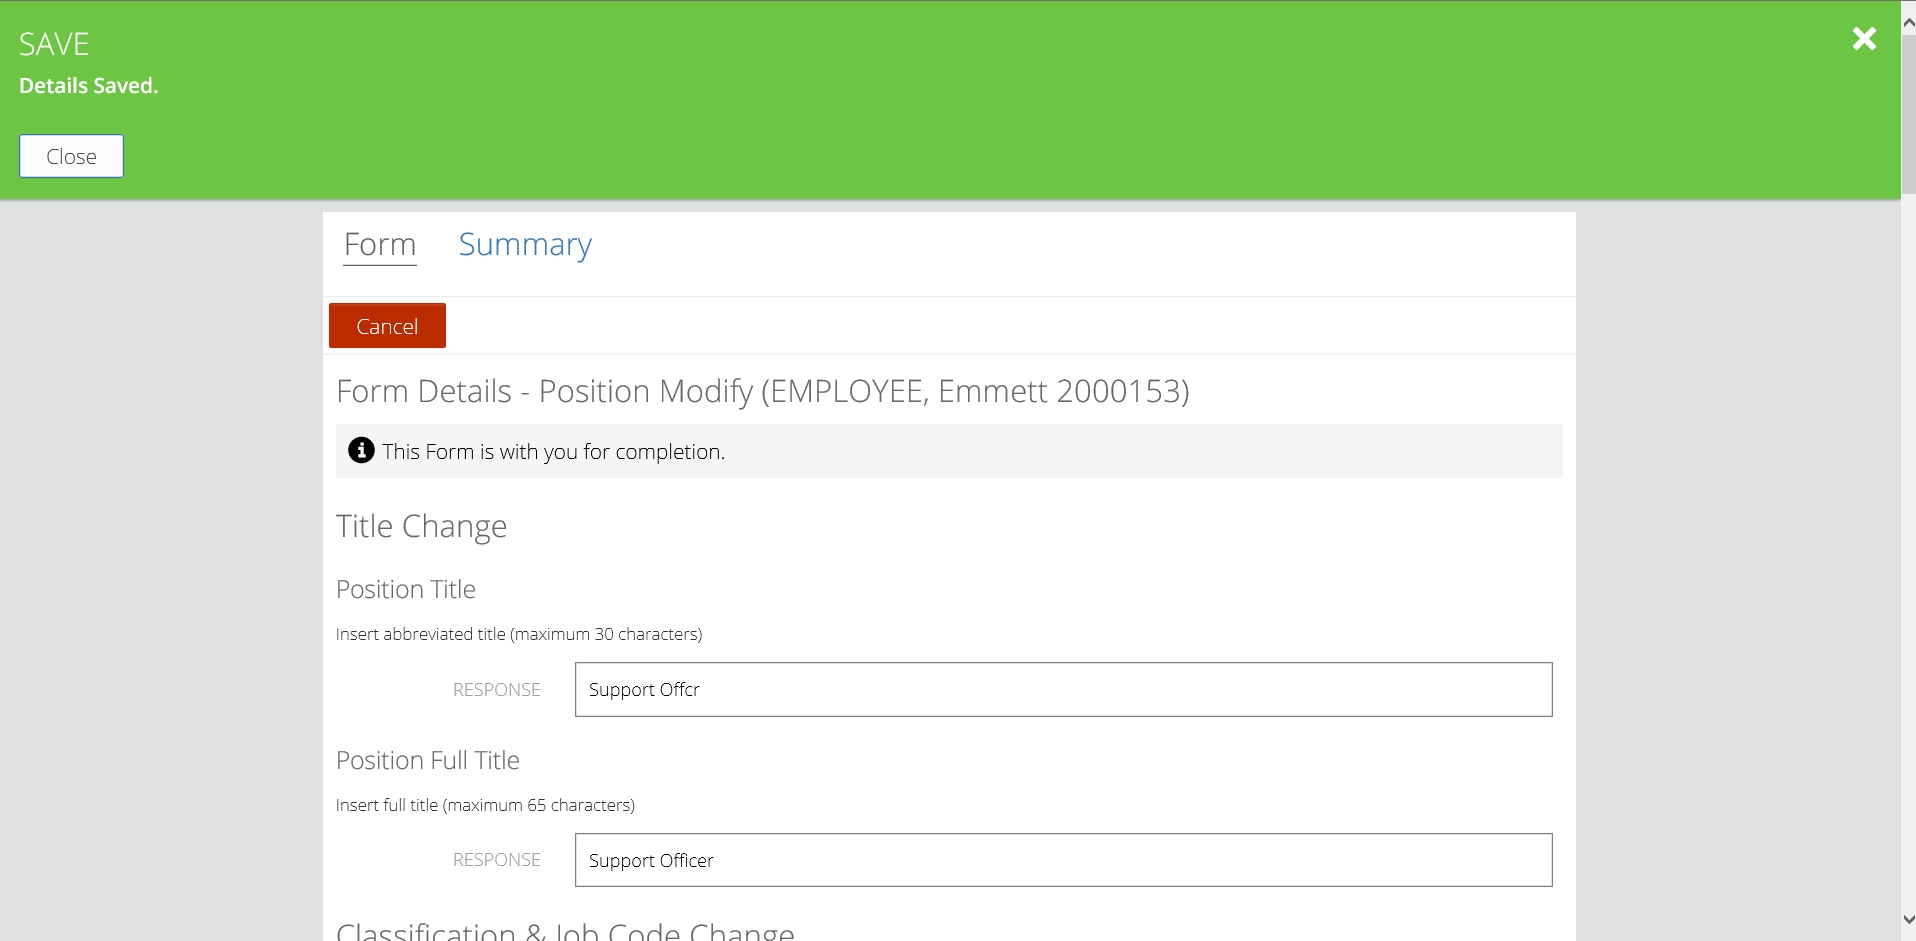 SAVE
Details Saved.
Close
Form Summary
Cancel
Form Details - Position Modify (EMPLOYEE, Emmett 2000153)
This Form is with you for completion.
Title Change
Position Title
Insert abbreviated title (maximum 30 characters)
RESPONSE Support Offcr
Position Full Title
Insert full title (maximum 65 characters)
RESPONSE Support Officer
Classification & Job Code Change